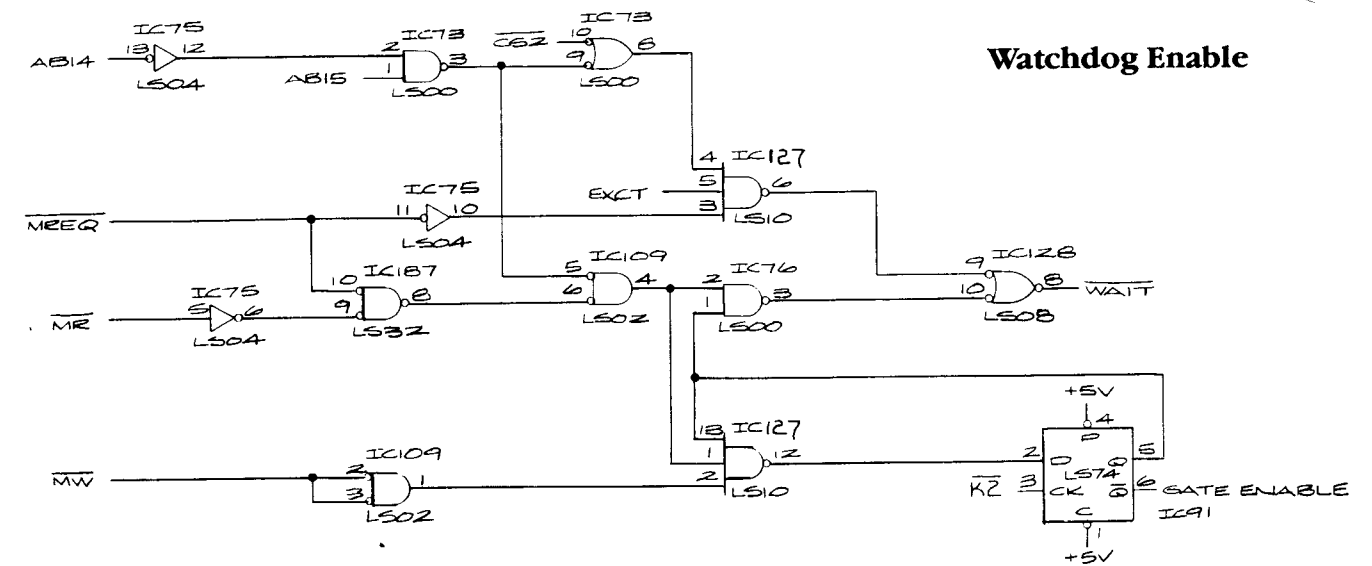 Watchdog Enable
IC75
13 12
AB14
LS04
IC73
2 3
AB15 1
LS00
IC73
CS2 10 8
9
LS00
4 IC127
EXCT 5 6
3
LS10
MREQ
IC75
11 10
LS04
10 IC187
9 8
LS32
IC75
MR 5 6
LS04
IC109
5 4
6
LS02
2 IC76
1 3
LS00
IC128
9 8 WAIT
10
LS08
13 IC127
1 12
2
LS10
+5V
4
P
2 D Q 5
LS74
K2 3 CK Q 6 GATE ENABLE
C IC91
1
+5V
MW
IC109
2 1
3
LS02